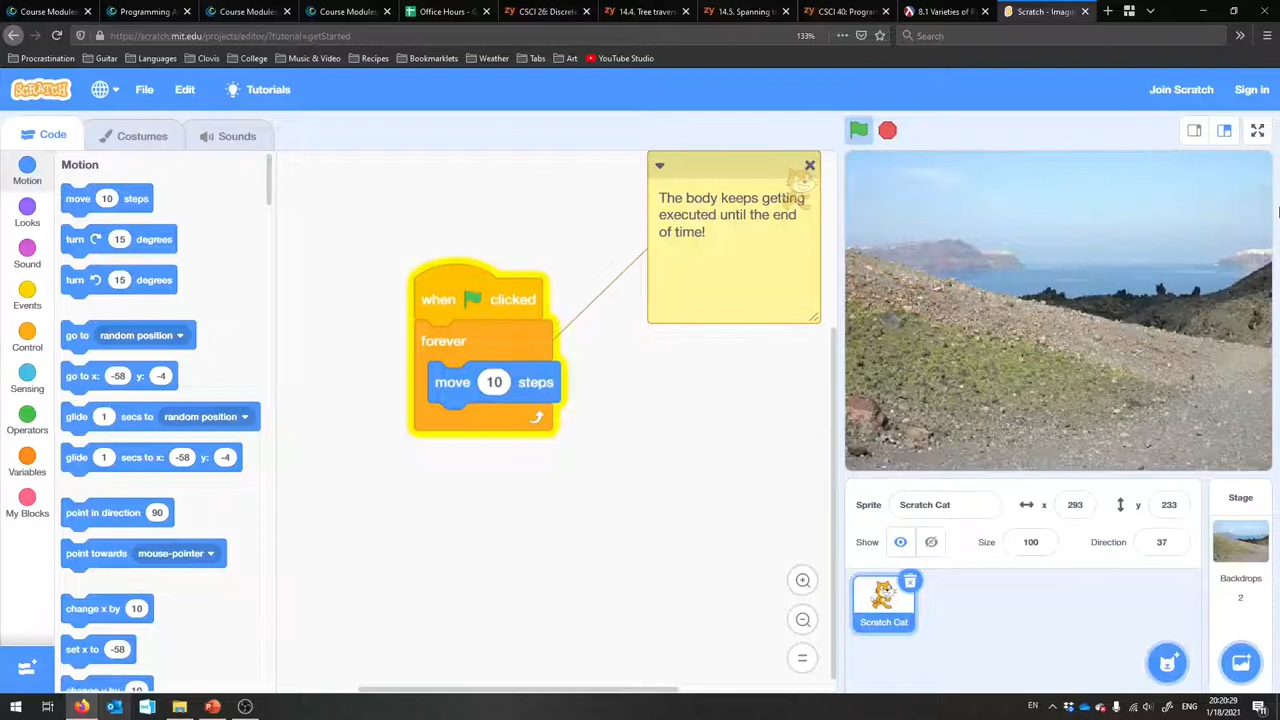 Course Modules
Programming A
Course Modules
Course Modules
Office Hours - G
CSCI 26: Discrete
14.4. Tree travers
14.5. Spanning t
CSCI 40: Progra
8.1 Varieties of P
Scratch - Imagin
https://scratch.mit.edu/projects/editor/?tutorial=getStarted
133%
Search
Procrastination
Guitar
Languages
Clovis
College
Music & Video
Recipes
Bookmarklets
Weather
Tabs
Art
YouTube Studio
SCRATCH
File
Edit
Tutorials
Join Scratch
Sign in
Code
Costumes
Sounds
Motion
Looks
Sound
Events
Control
Sensing
Operators
Variables
My Blocks
Motion
move 10 steps
turn 15 degrees
turn 15 degrees
go to random position
go to x: -58 y: -4
glide 1 secs to random position
glide 1 secs to x: -58 y: -4
point in direction 90
point towards mouse-pointer
change x by 10
set x to -58
when clicked
forever
move 10 steps
The body keeps getting
executed until the end
of time!
Sprite Scratch Cat x 293 y 233
Show Size 100 Direction 37
Scratch Cat
Stage
Backdrops
2
EN
20:20:29
1/18/2021